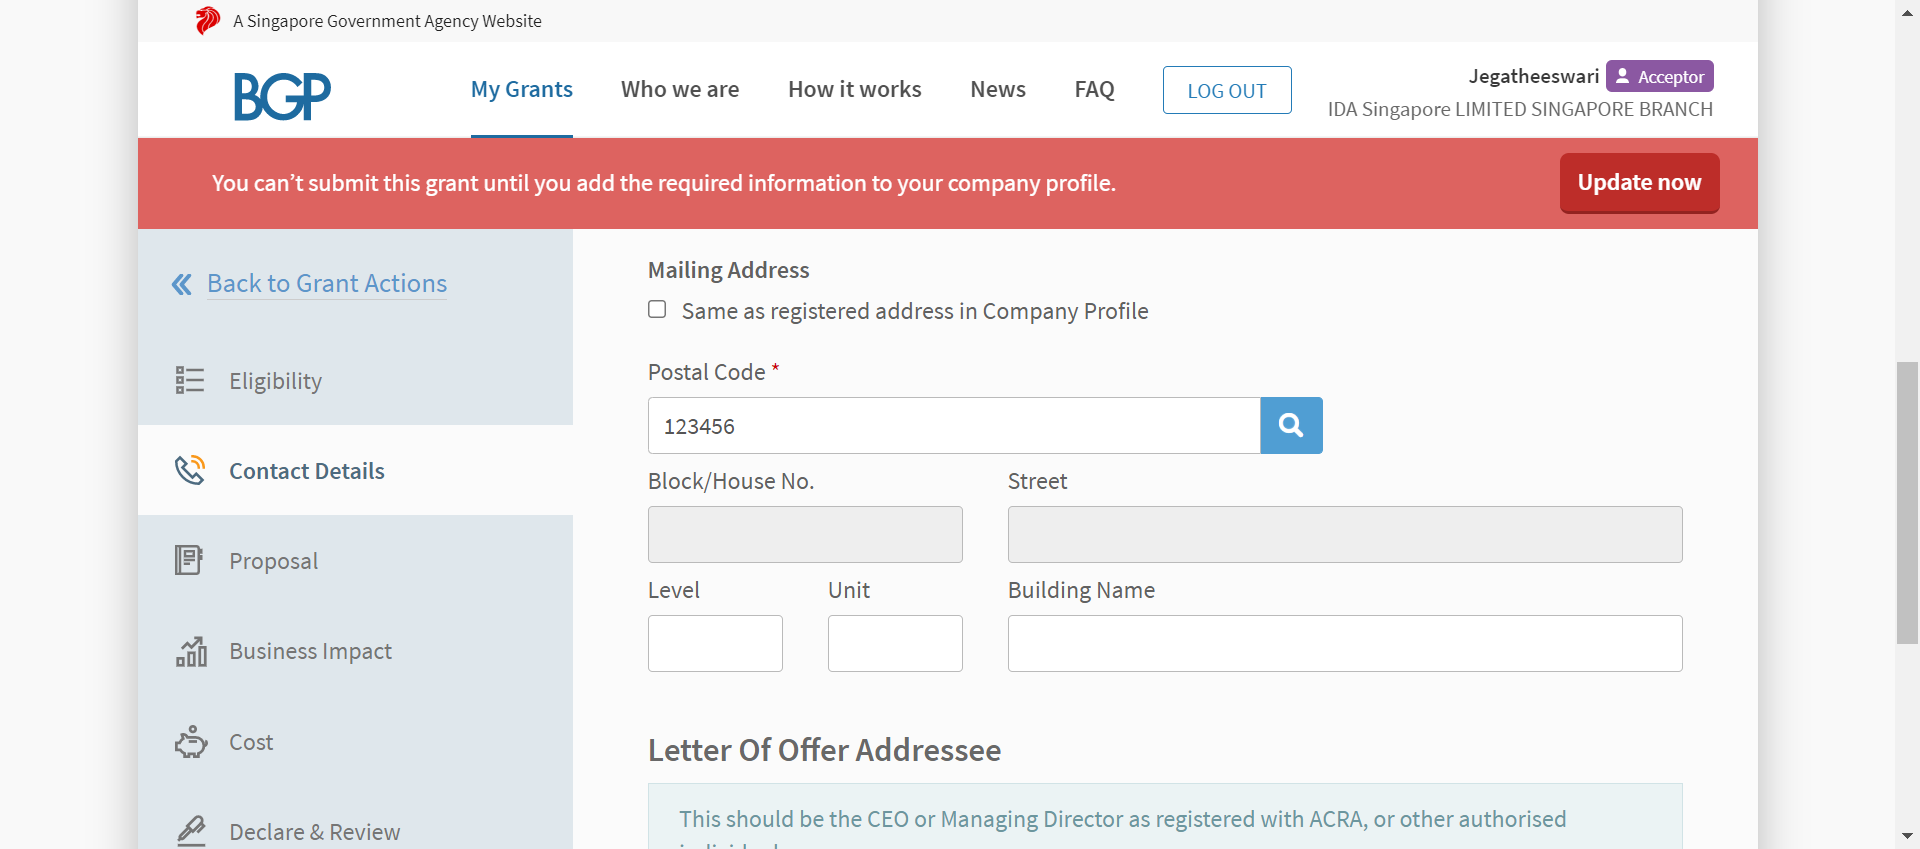 A Singapore Government Agency Website
BGP
My Grants
Who we are
How it works
News
FAQ
LOG OUT
Jegatheeswari
Acceptor
IDA Singapore LIMITED SINGAPORE BRANCH
You can’t submit this grant until you add the required information to your company profile.
Update now
Back to Grant Actions
Eligibility
Contact Details
Proposal
Business Impact
Cost
Declare & Review
Mailing Address
Same as registered address in Company Profile
Postal Code *
123456
Block/House No.
Street
Level
Unit
Building Name
Letter Of Offer Addressee
This should be the CEO or Managing Director as registered with ACRA, or other authorised